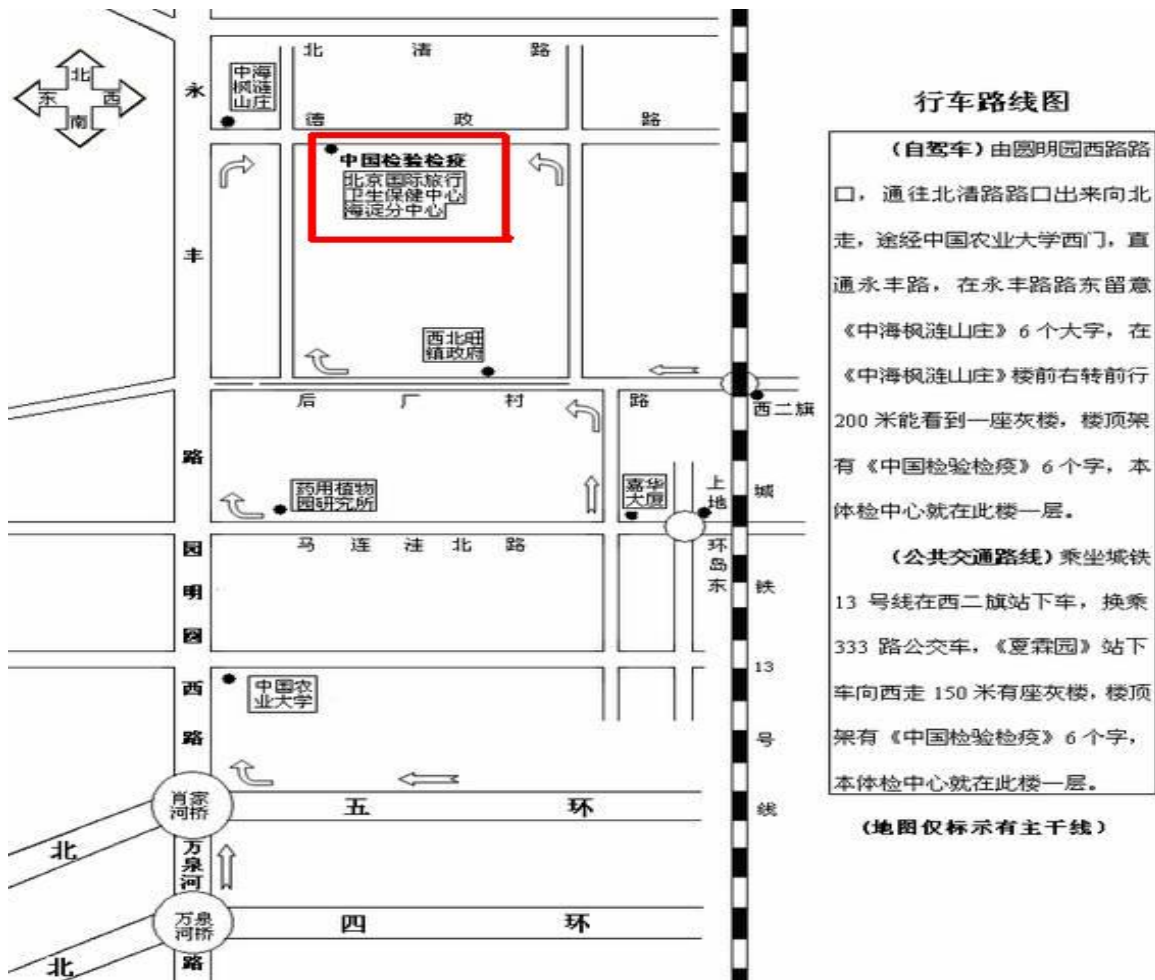 北清路
北
东 西
南
中海
枫涟
山庄
永丰路
德政路
中国检验检疫
北京国际旅行
卫生保健中心
海淀分中心
西北旺
镇政府
后厂村路
西二旗
药用植物
园研究所
嘉华
大厦
上地
环岛东
马连洼北路
城铁13号线
圆明园西路
中国农
业大学
肖家
河桥
北五环
万泉河
万泉
河桥
北四环
路
行车路线图
(自驾车)由圆明园西路路
口，通往北清路路口出来向北
走，途经中国农业大学西门，直
通永丰路，在永丰路路东留意
《中海枫涟山庄》6个大字，在
《中海枫涟山庄》楼前右转前行
200米能看到一座灰楼，楼顶架
有《中国检验检疫》6个字，本
体检中心就在此楼一层。
(公共交通路线)乘坐城铁
13号线在西二旗站下车，换乘
333路公交车，《夏霖园》站下
车向西走150米有座灰楼，楼顶
架有《中国检验检疫》6个字，
本体检中心就在此楼一层。
(地图仅标示有主干线)